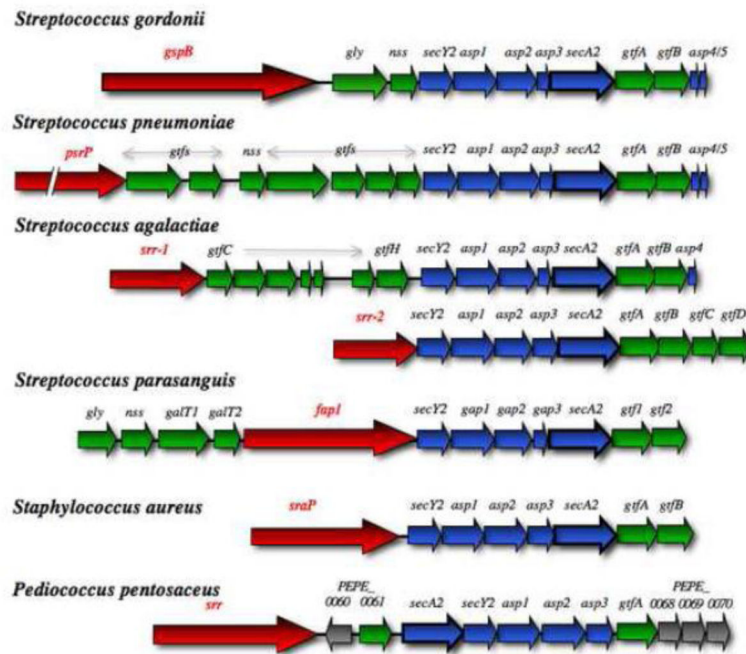 Streptococcus gordonii
gspB gly nss secY2 asp1 asp2 asp3 secA2 gtfA gtfB asp4/5
Streptococcus pneumoniae
psrP gtfs nss gtfs secY2 asp1 asp2 asp3 secA2 gtfA gtfB asp4/5
Streptococcus agalactiae
srr-1 gtfC gtfH secY2 asp1 asp2 asp3 secA2 gtfA gtfB asp4
srr-2 secY2 asp1 asp2 asp3 secA2 gtfA gtfB gtfC gtfD
Streptococcus parasanguis
gly nss galT1 galT2 fap1 secY2 gap1 gap2 gap3 secA2 gtf1 gtf2
Staphylococcus aureus
sraP secY2 asp1 asp2 asp3 secA2 gtfA gtfB
Pediococcus pentosaceus
PEPE_ PEPE_
srr 0060 0061 secA2 secY2 asp1 asp2 asp3 gtfA 0068 0069 0070